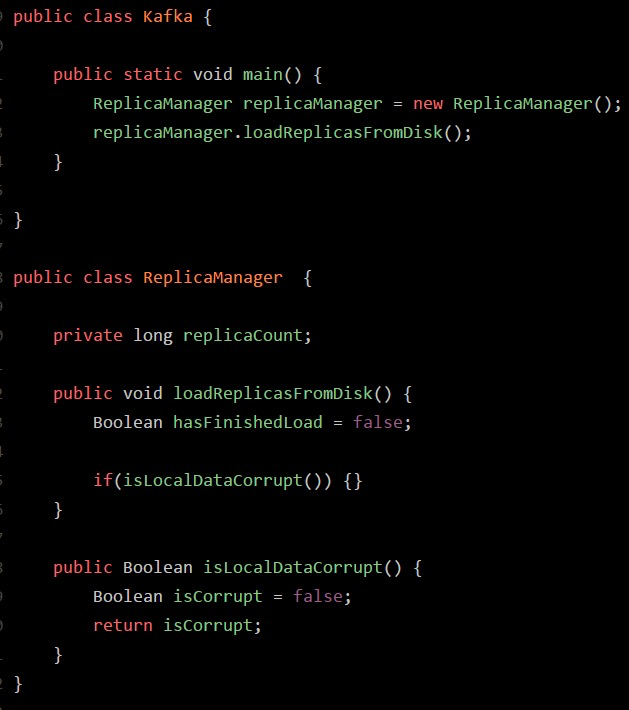 public class Kafka {
public static void main() {
ReplicaManager replicaManager = new ReplicaManager();
replicaManager.loadReplicasFromDisk();
}
}
public class ReplicaManager  {
private long replicaCount;
public void loadReplicasFromDisk() {
Boolean hasFinishedLoad = false;
if(isLocalDataCorrupt()) {}
}
public Boolean isLocalDataCorrupt() {
Boolean isCorrupt = false;
return isCorrupt;
}
}